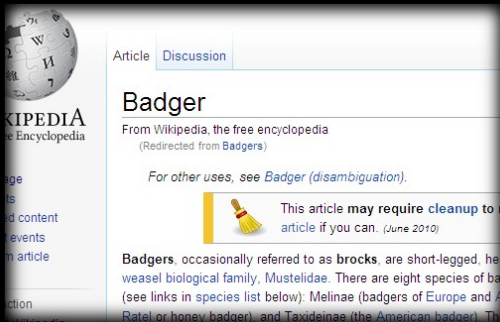 W
И
KIPEDIA
ee Encyclopedia
age
ts
ed content
t events
m article
ction
Wikipedia
Article Discussion
Badger
From Wikipedia, the free encyclopedia
(Redirected from Badgers)
For other uses, see Badger (disambiguation).
This article may require cleanup to
article if you can. (June 2010)
Badgers, occasionally referred to as brocks, are short-legged, he
weasel biological family, Mustelidae. There are eight species of ba
(see links in species list below): Melinae (badgers of Europe and A
Ratel or honey badger), and Taxideinae (the American badger). Th